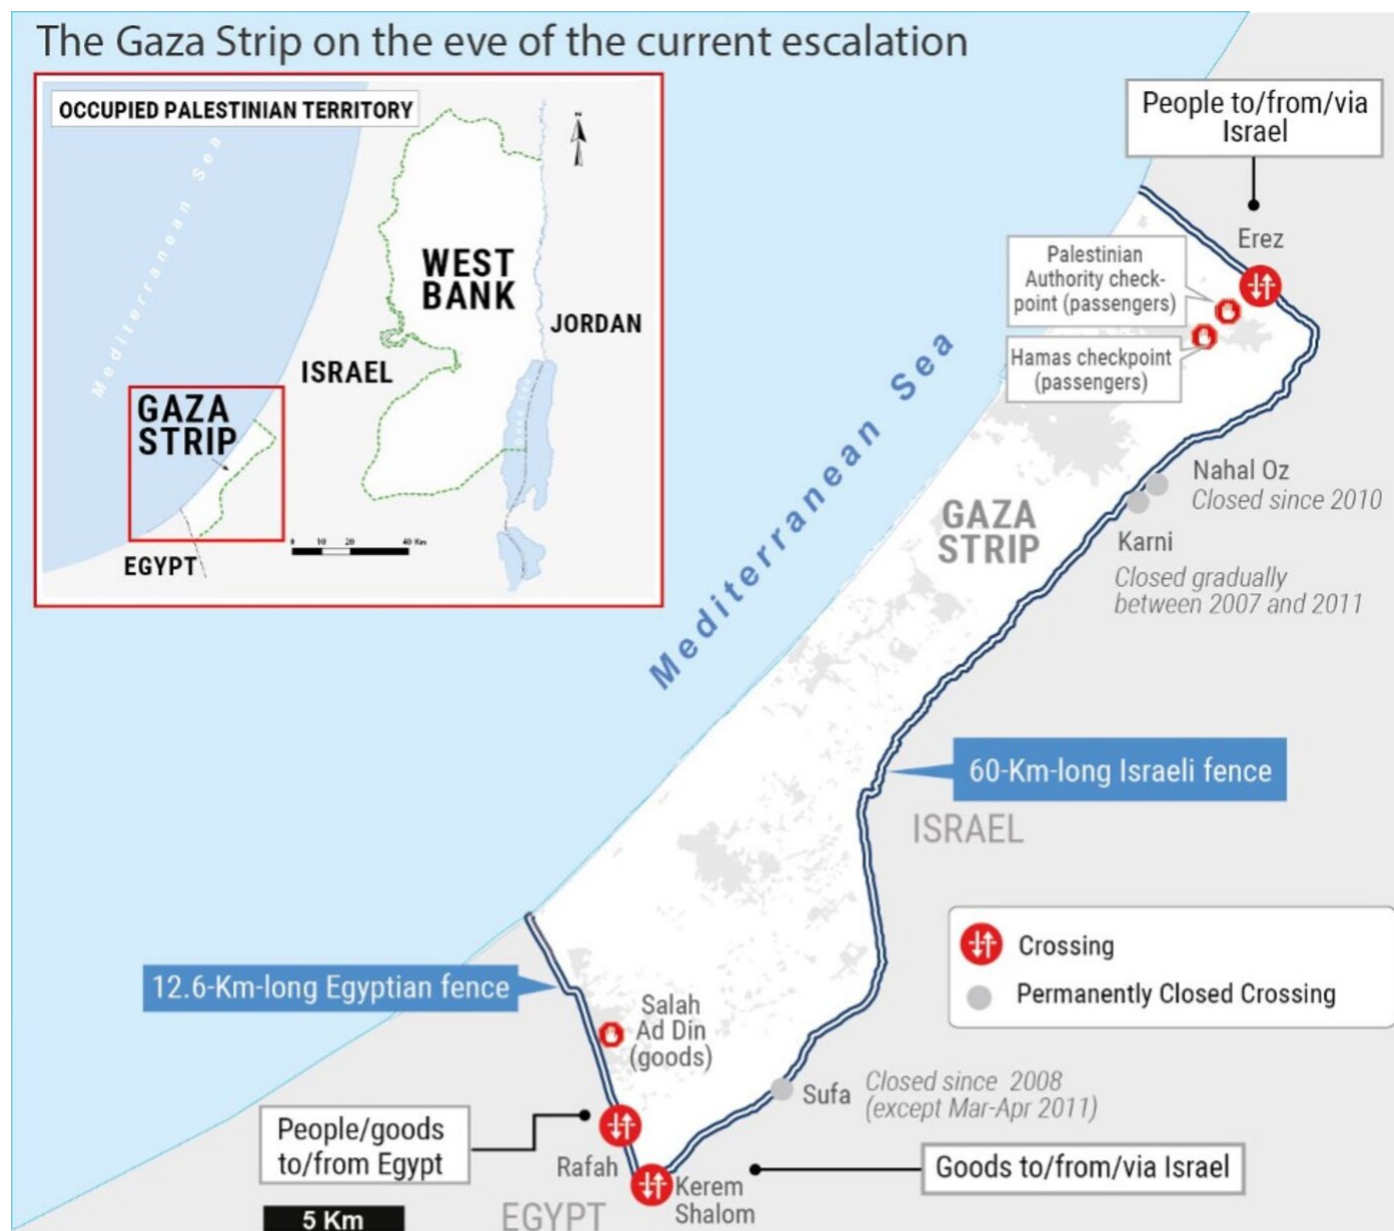 The Gaza Strip on the eve of the current escalation
OCCUPIED PALESTINIAN TERRITORY
Mediterranean Sea
N
WEST
BANK
JORDAN
ISRAEL
GAZA
STRIP
EGYPT
0 10 20 40 Km
People to/from/via
Israel
Erez
Palestinian
Authority check-
point (passengers)
Hamas checkpoint
(passengers)
Mediterranean Sea
Nahal Oz
Closed since 2010
GAZA
STRIP
Karni
Closed gradually
between 2007 and 2011
60-Km-long Israeli fence
ISRAEL
Crossing
Permanently Closed Crossing
12.6-Km-long Egyptian fence
Salah
Ad Din
(goods)
Sufa
Closed since 2008
(except Mar-Apr 2011)
People/goods
to/from Egypt
Rafah
Goods to/from/via Israel
Kerem
Shalom
EGYPT
5 Km